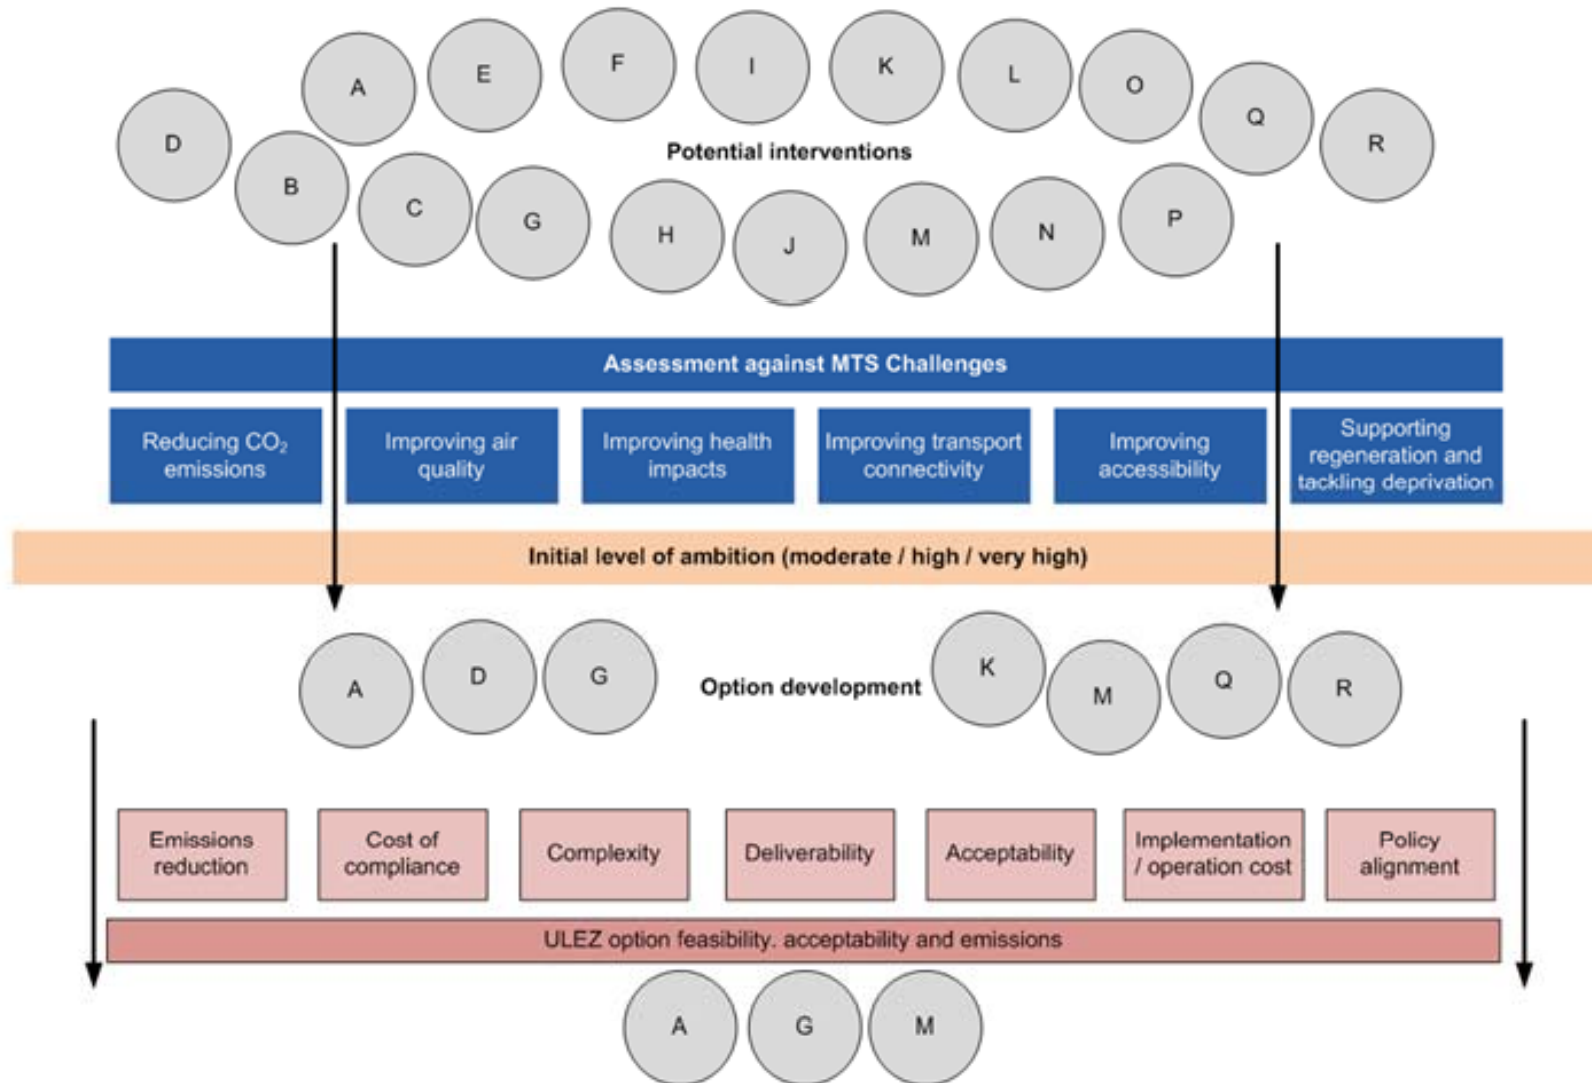 A
E
F
I
K
L
O
Q
R
D
B
C
G
H
J
M
N
P
Potential interventions
Assessment against MTS Challenges
Reducing CO₂
emissions
Improving air
quality
Improving health
impacts
Improving transport
connectivity
Improving
accessibility
Supporting
regeneration and
tackling deprivation
Initial level of ambition (moderate / high / very high)
A
D
G
Option development
K
M
Q
R
Emissions
reduction
Cost of
compliance
Complexity
Deliverability
Acceptability
Implementation
/ operation cost
Policy
alignment
ULEZ option feasibility. acceptability and emissions
A
G
M